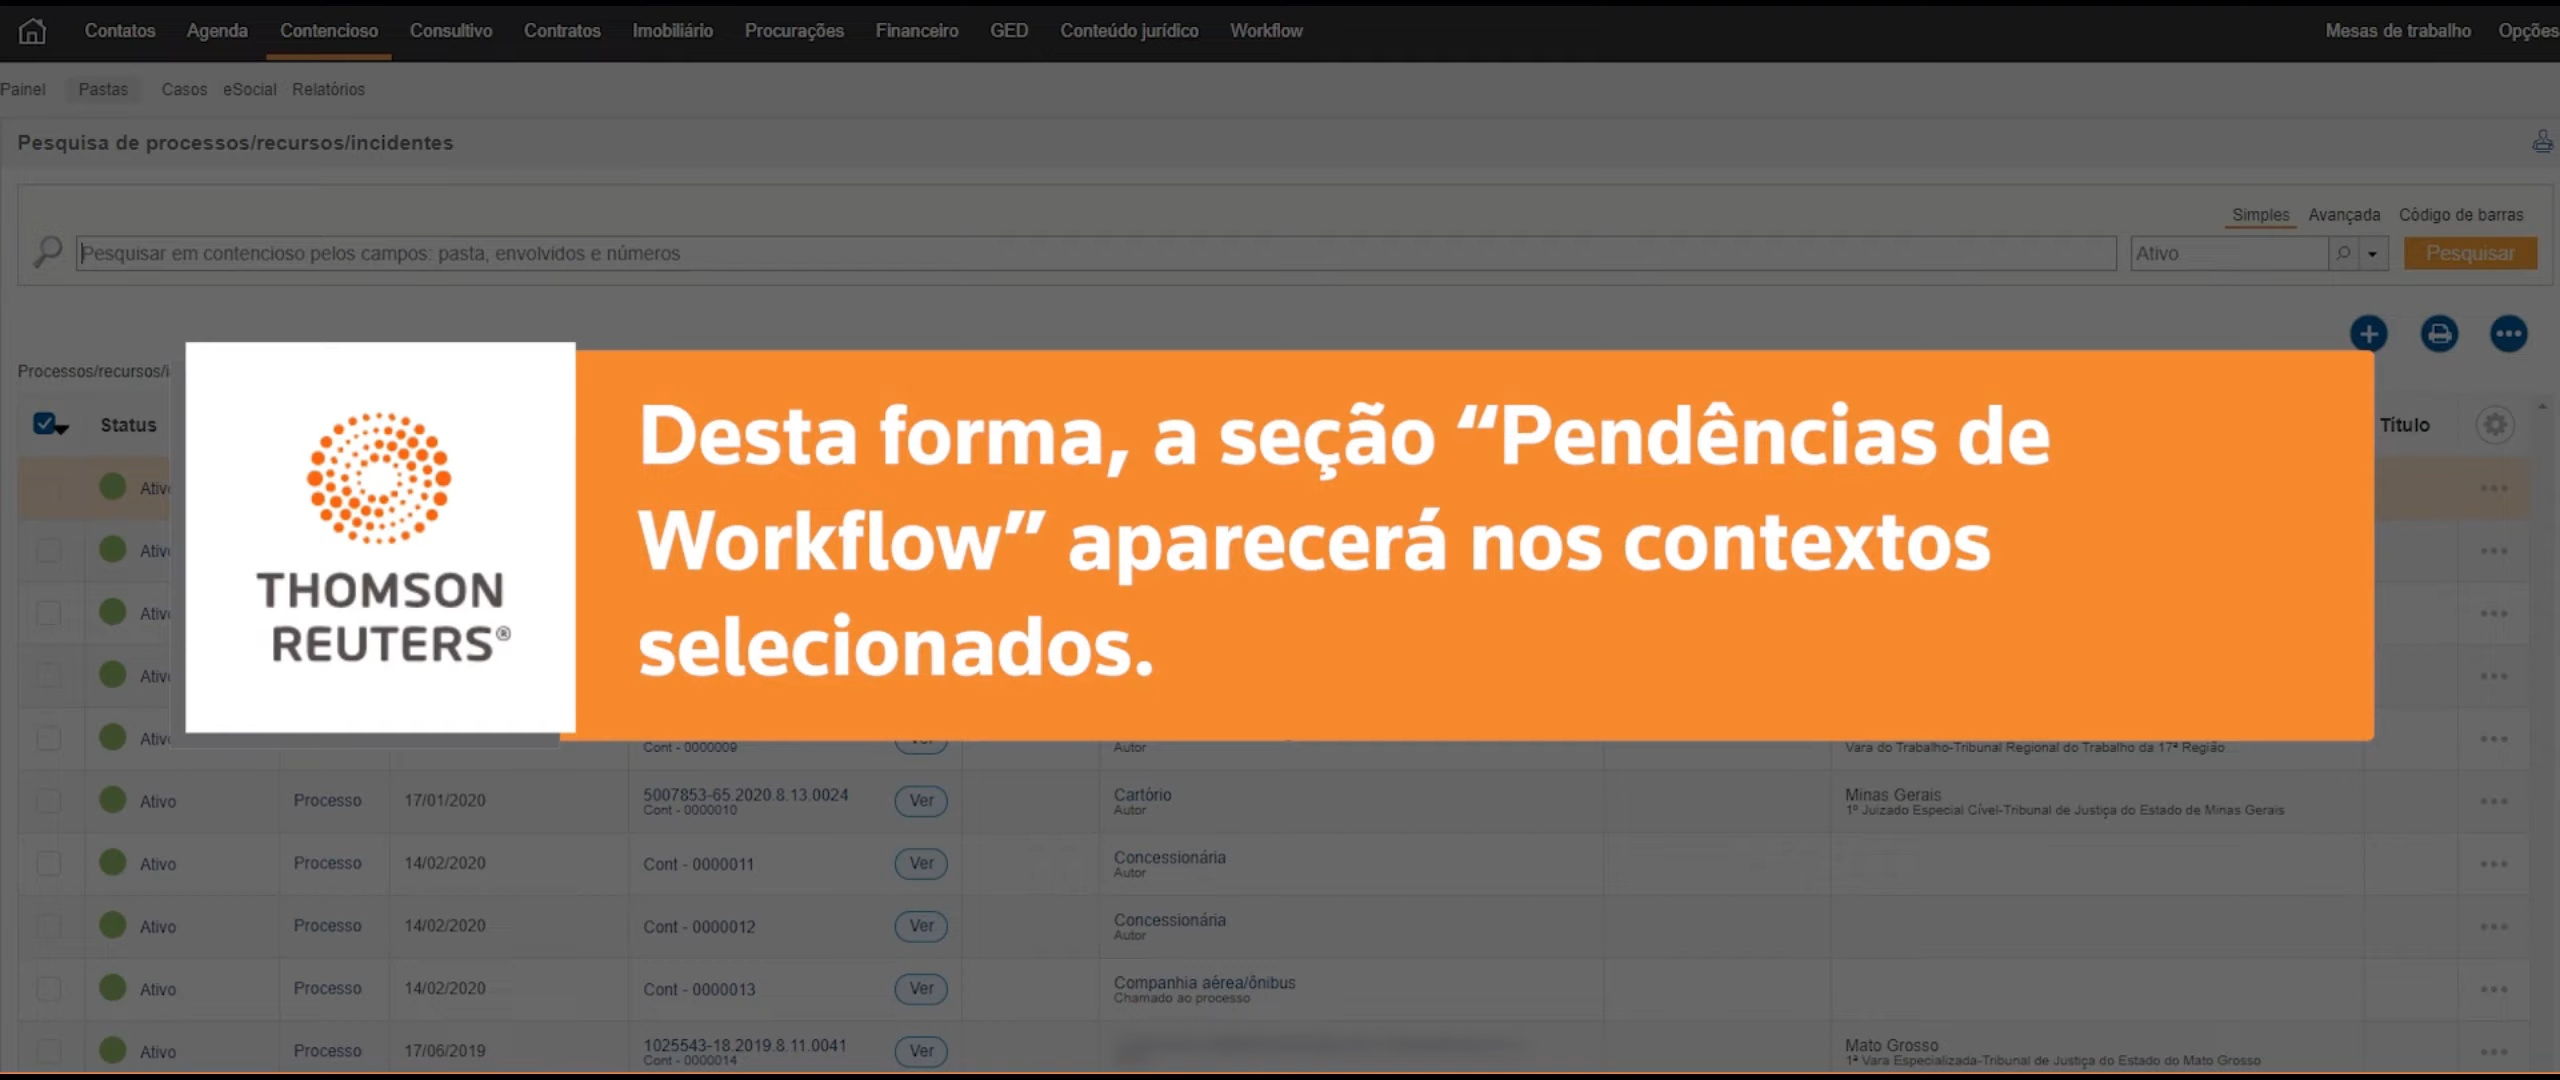 Contatos Agenda Contencioso Consultivo Contratos Imobiliário Procurações Financeiro GED Conteúdo jurídico Workflow Mesas de trabalho Opções
Painel Pastas Casos eSocial Relatórios
Pesquisa de processos/recursos/incidentes
Simples Avançada Código de barras
Pesquisar em contencioso pelos campos: pasta, envolvidos e números Ativo Pesquisar
Processos/recursos/i
Status Título
Desta forma, a seção “Pendências de
Workflow” aparecerá nos contextos
selecionados.
THOMSON
REUTERS®
Ativ
Ativ
Ativ
Ativ
Ativ
Cont - 0000009 Autor Vara do Trabalho-Tribunal Regional do Trabalho da 17ª Região
Ativo Processo 17/01/2020 5007853-65.2020.8.13.0024 Ver Cartório Minas Gerais
Cont - 0000010 Autor 1º Juizado Especial Cível-Tribunal de Justiça do Estado de Minas Gerais
Ativo Processo 14/02/2020 Cont - 0000011 Ver Concessionária
Autor
Ativo Processo 14/02/2020 Cont - 0000012 Ver Concessionária
Autor
Ativo Processo 14/02/2020 Cont - 0000013 Ver Companhia aérea/ônibus
Chamado ao processo
Ativo Processo 17/06/2019 1025543-18.2019.8.11.0041 Ver Mato Grosso
Cont - 0000014 1ª Vara Especializada-Tribunal de Justiça do Estado do Mato Grosso